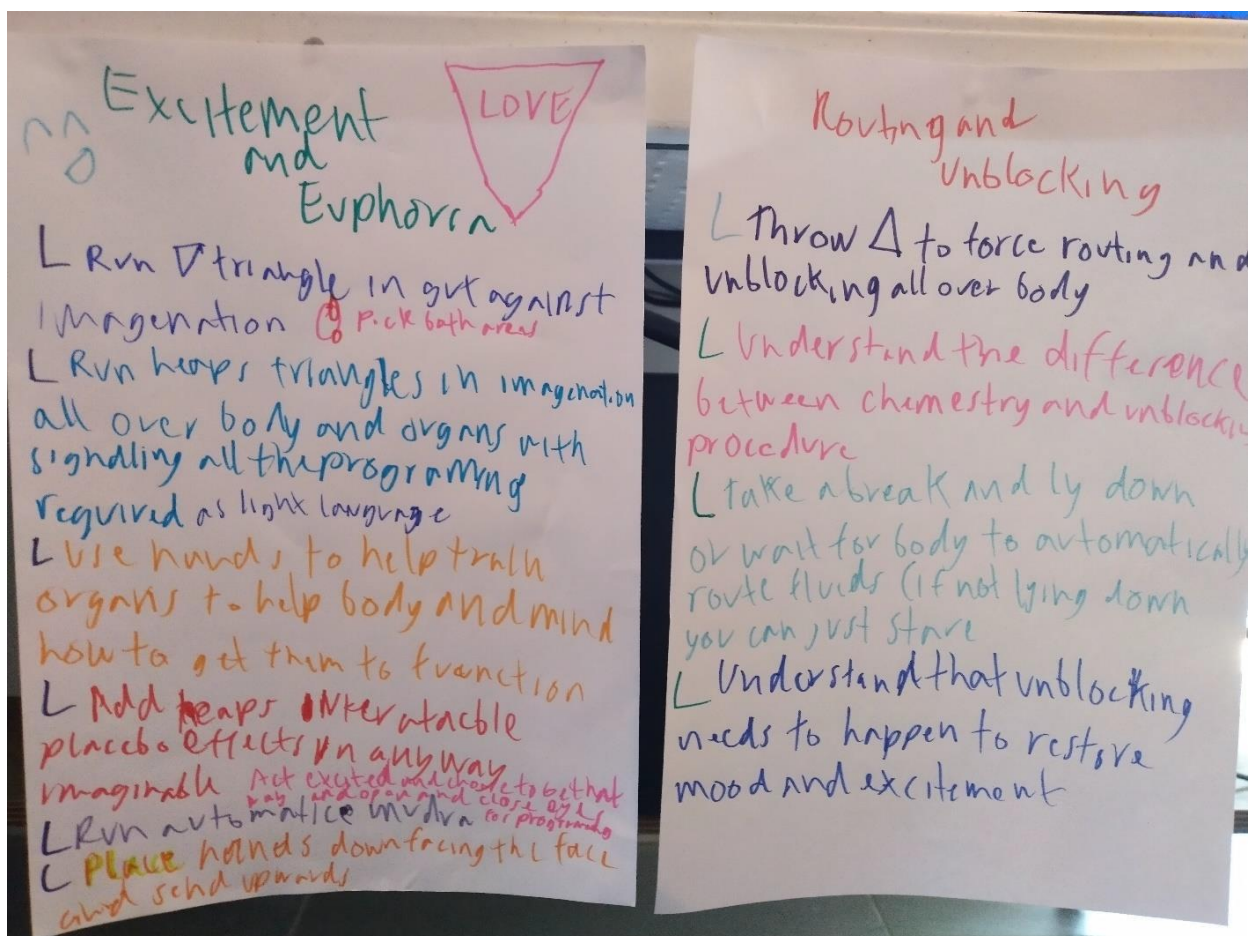 Excitement
and
Euphoria
LOVE
L Run ▽ triangle in gut against
imagenation Pick both areas
L Run heaps triangles in imagenation
all over body and organs with
signalling all the programing
required as light language
L Use hands to help train
organs to help body and mind
how to get them to function
L Add heaps
placebo effects in anyway
imaginable Act excited and choose to be that
way and open and close eyes
for programing
L Run automatice mudra
L Place hands down facing the face
and send upwards
Routing and
unblocking
L Throw △ to force routing and
unblocking all over body
L Understand the difference
between chemestry and
procedure
L take a break and ly down
or wait for body to automatically
route fluids (if not lying down
you can just stare
L Understand that unblocking
needs to happen to restore
mood and excitement